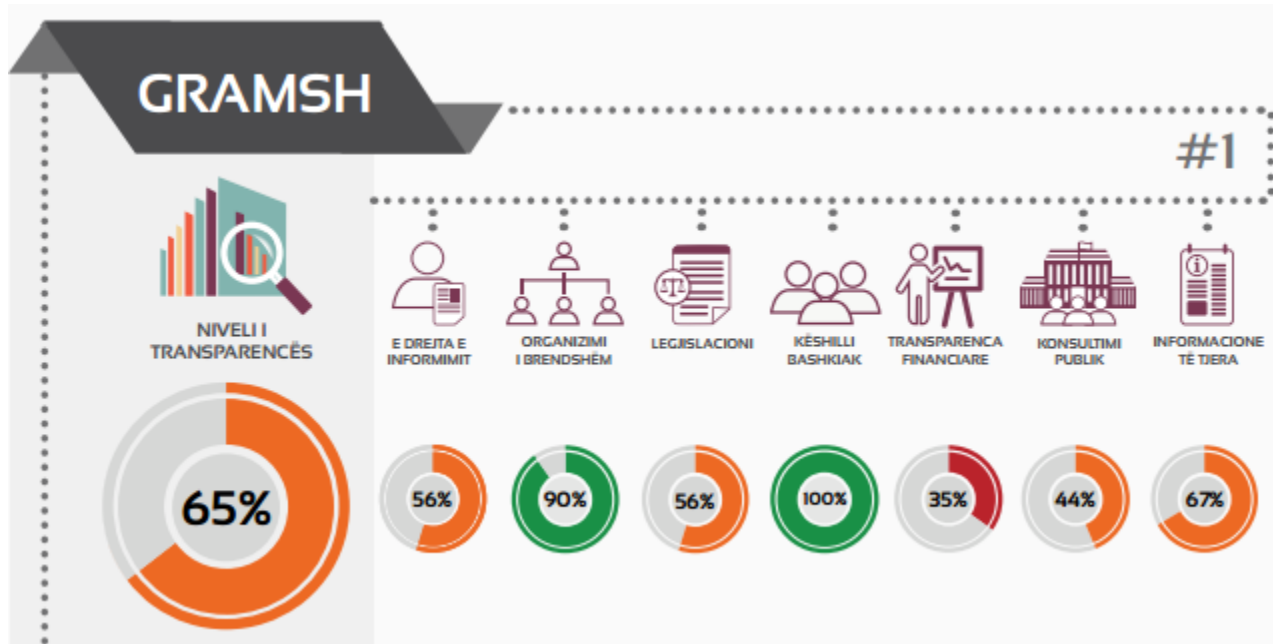 GRAMSH
#1
NIVELI I
TRANSPARENCËS
65%
E DREJTA E
INFORMIMIT
56%
ORGANIZIMI
I BRENDSHËM
90%
LEGJISLACIONI
56%
KËSHILLI
BASHKIAK
100%
TRANSPARENCA
FINANCIARE
35%
KONSULTIMI
PUBLIK
44%
INFORMACIONE
TË TJERA
67%